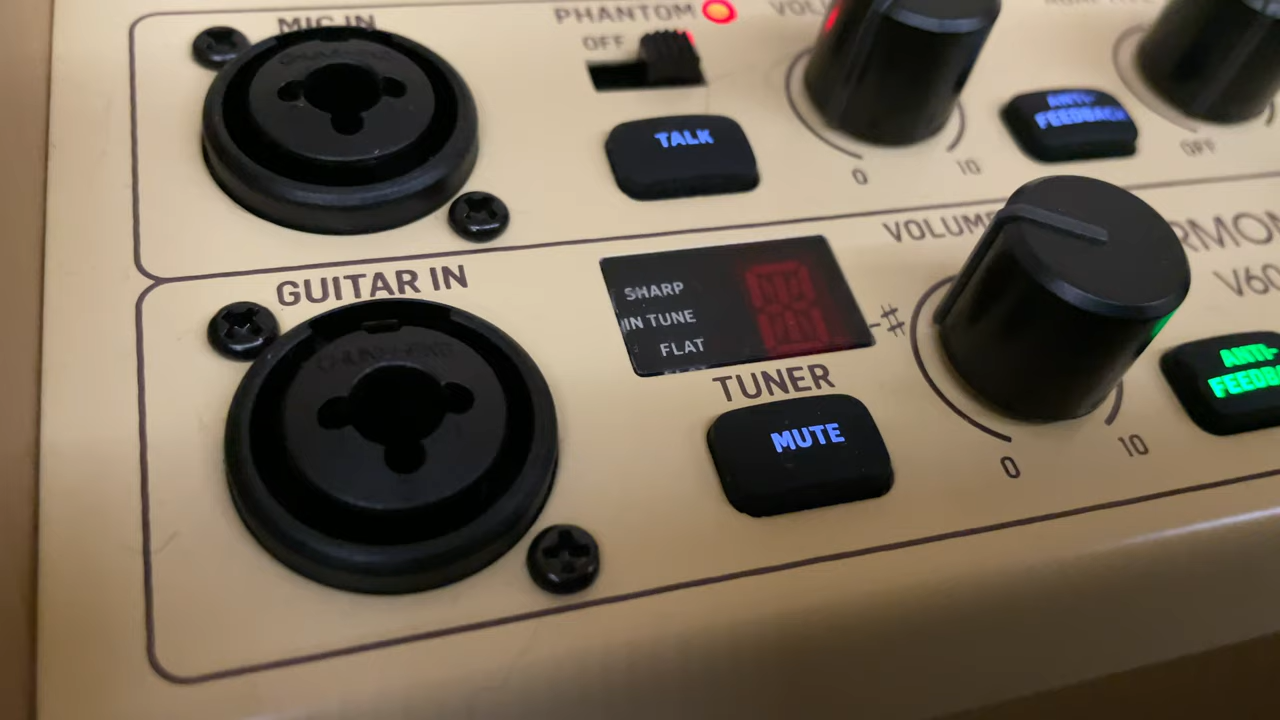 MIC IN
PHANTOM
OFF
TALK
0
10
ANTI-
FEEDBACK
OFF
GUITAR IN
SHARP
IN TUNE
FLAT
#
TUNER
MUTE
VOLUME
0
10
V60
ANTI-